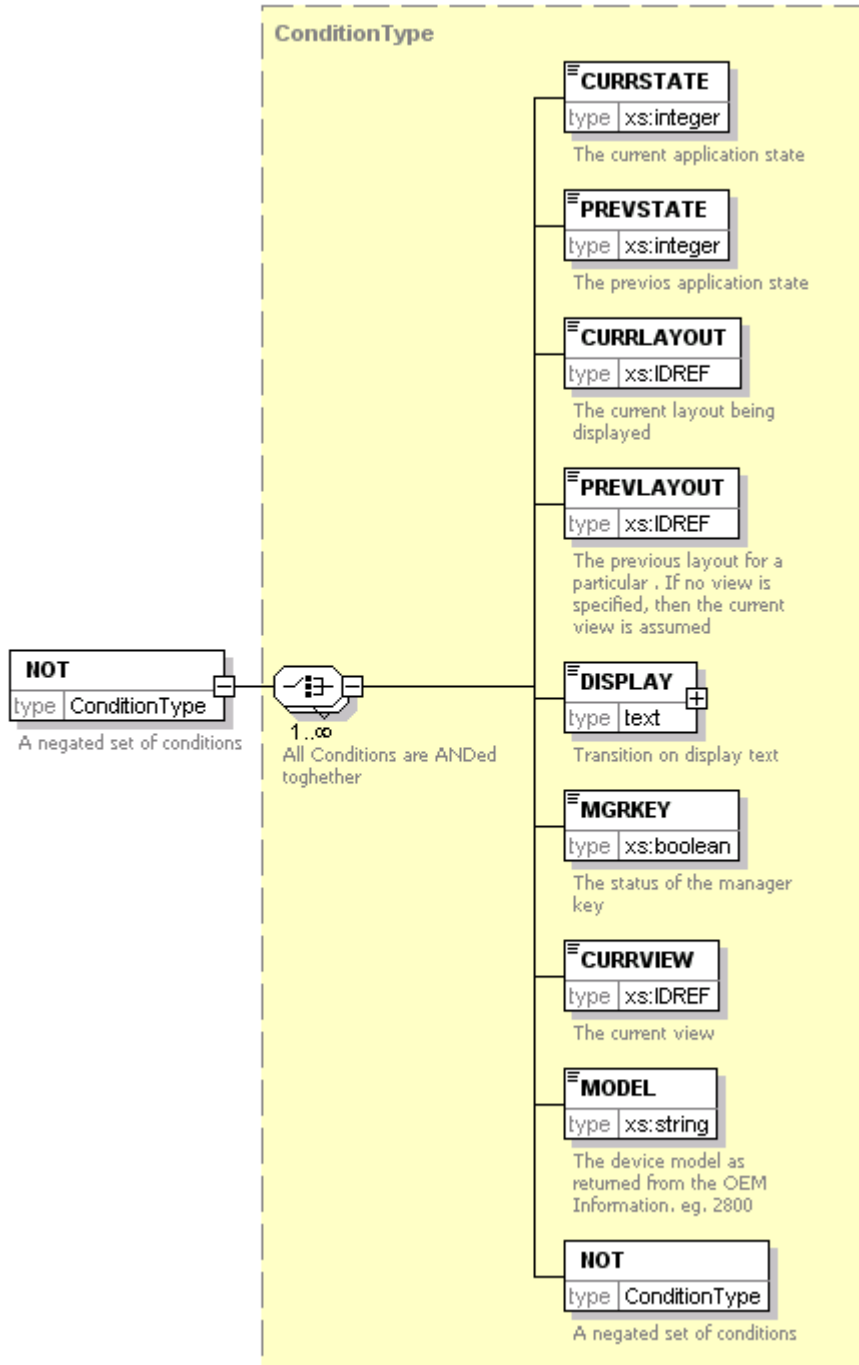 ConditionType
CURRSTATE
type xs:integer
The current application state
PREVSTATE
type xs:integer
The previos application state
CURRLAYOUT
type xs:IDREF
The current layout being
displayed
PREVLAYOUT
type xs:IDREF
The previous layout for a
particular . If no view is
specified, then the current
view is assumed
NOT
type ConditionType
A negated set of conditions
1..∞
All Conditions are ANDed
toghether
DISPLAY
type text
Transition on display text
MGRKEY
type xs:boolean
The status of the manager
key
CURRVIEW
type xs:IDREF
The current view
MODEL
type xs:string
The device model as
returned from the OEM
Information. eg. 2800
NOT
type ConditionType
A negated set of conditions